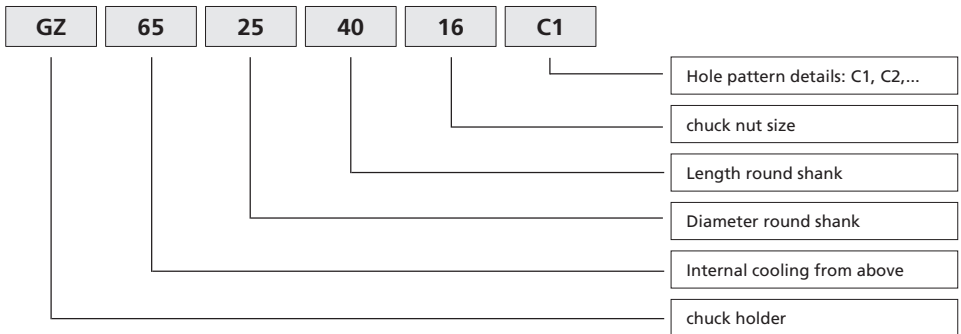 GZ 65 25 40 16 C1
Hole pattern details: C1, C2,...
chuck nut size
Length round shank
Diameter round shank
Internal cooling from above
chuck holder